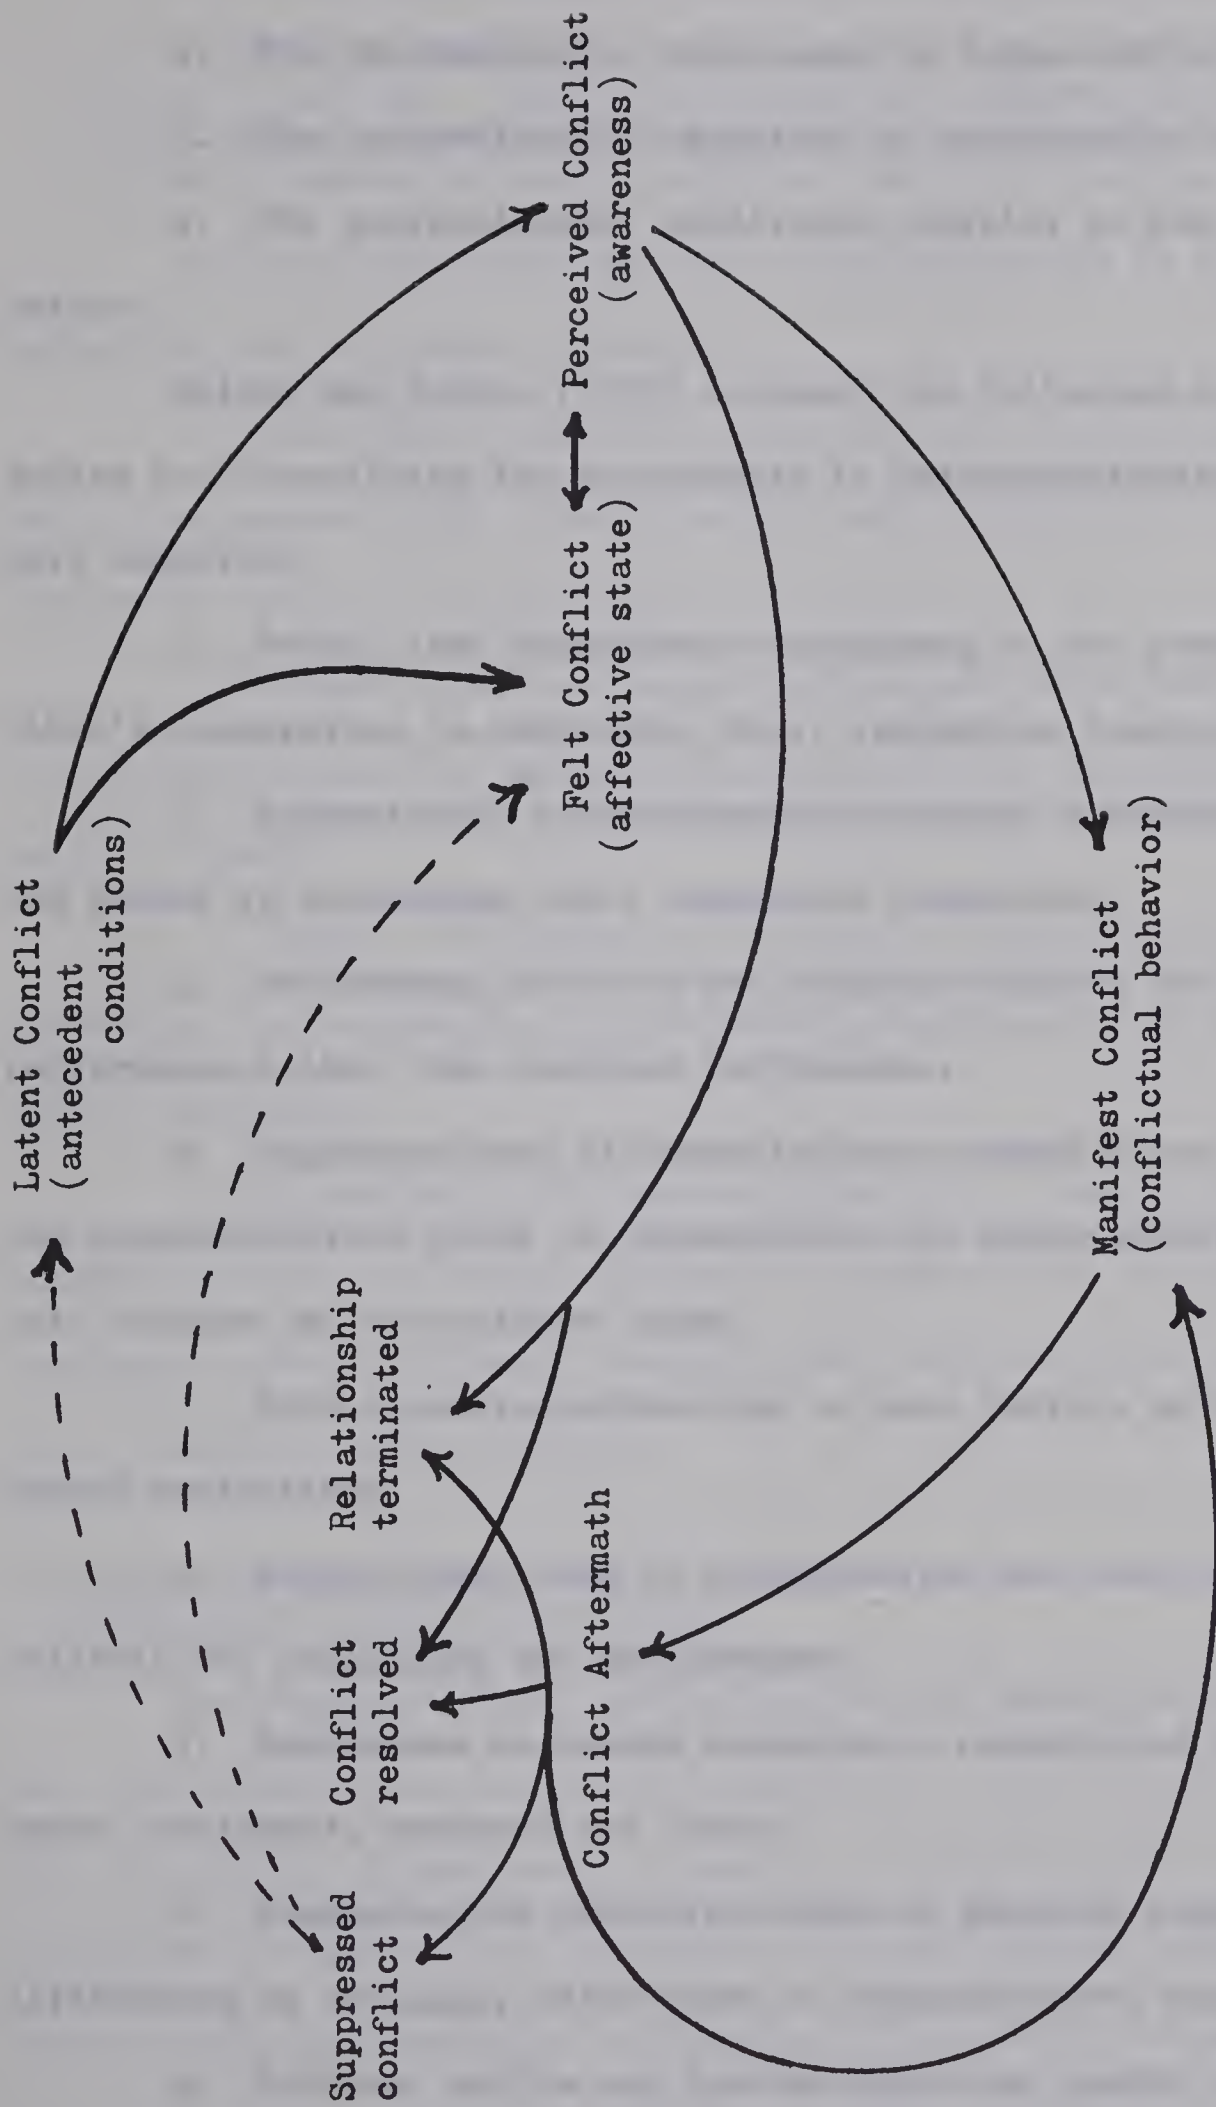 Latent Conflict
(antecedent
conditions)
Suppressed
conflict
Conflict
resolved
Relationship
terminated
Felt Conflict
(affective state)
Perceived Conflict
(awareness)
Conflict Aftermath
Manifest Conflict
(conflictual behavior)